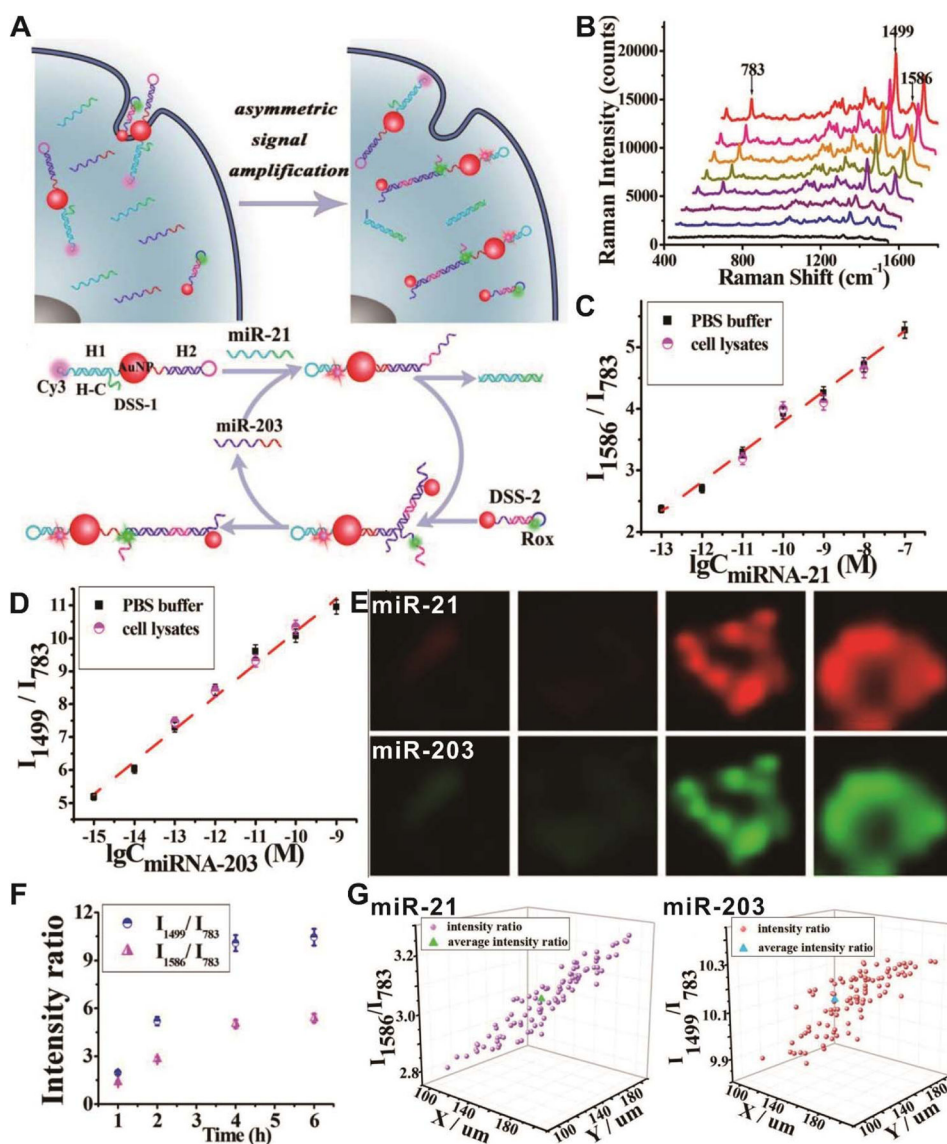 A
asymmetric
signal
amplification
miR-21
H1
H2
AuNP
Cy3
H-C
DSS-1
miR-203
DSS-2
Rox
B
Raman Intensity (counts)
20000
15000
10000
5000
0
783
1499
1586
400
800
1200
1600
Raman Shift (cm⁻¹)
C
PBS buffer
cell lysates
I1586 / I783
5
4
3
2
-13 -12 -11 -10 -9 -8 -7
lgCmiRNA-21 (M)
D
PBS buffer
cell lysates
I1499 / I783
11
10
9
8
7
6
5
-15 -14 -13 -12 -11 -10 -9
lgCmiRNA-203 (M)
E
miR-21
miR-203
F
I1499/I783
I1586/I783
Intensity ratio
12
9
6
3
0
1 2 3 4 5 6
Time (h)
G
miR-21
intensity ratio
average intensity ratio
I1586/I783
3.2
3.0
2.8
100 140 180
X / um
100 140 180
Y / um
miR-203
intensity ratio
average intensity ratio
I1499/I783
10.3
10.1
9.9
100 140 180
X / um
100 140 180
Y / um